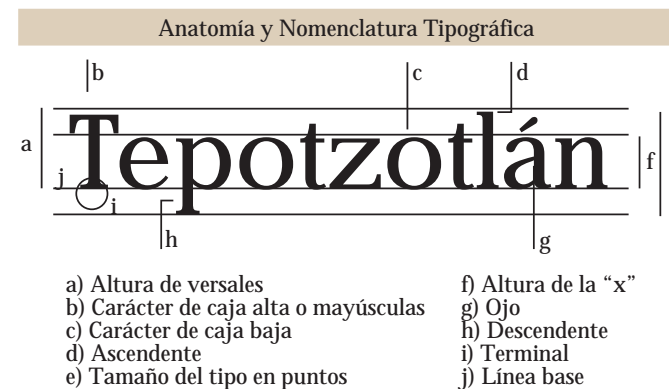 Anatomía y Nomenclatura Tipográfica
b c d
a Tepotzotlán f
j i
h g
a) Altura de versales
b) Carácter de caja alta o mayúsculas
c) Carácter de caja baja
d) Ascendente
e) Tamaño del tipo en puntos
f) Altura de la “x”
g) Ojo
h) Descendente
i) Terminal
j) Línea base